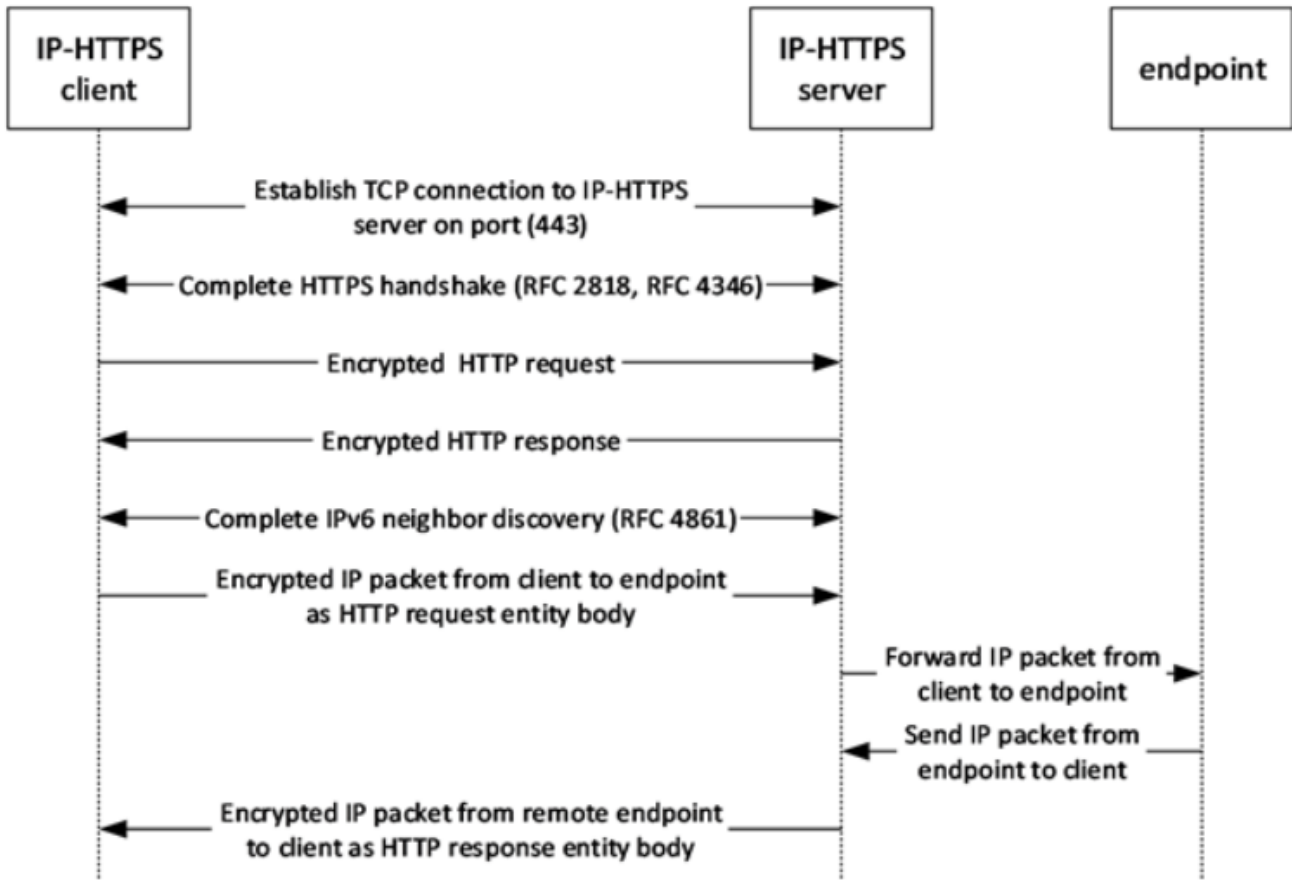 IP-HTTPS
client
IP-HTTPS
server
endpoint
Establish TCP connection to IP-HTTPS
server on port (443)
Complete HTTPS handshake (RFC 2818, RFC 4346)
Encrypted HTTP request
Encrypted HTTP response
Complete IPv6 neighbor discovery (RFC 4861)
Encrypted IP packet from client to endpoint
as HTTP request entity body
Forward IP packet from
client to endpoint
Send IP packet from
endpoint to client
Encrypted IP packet from remote endpoint
to client as HTTP response entity body